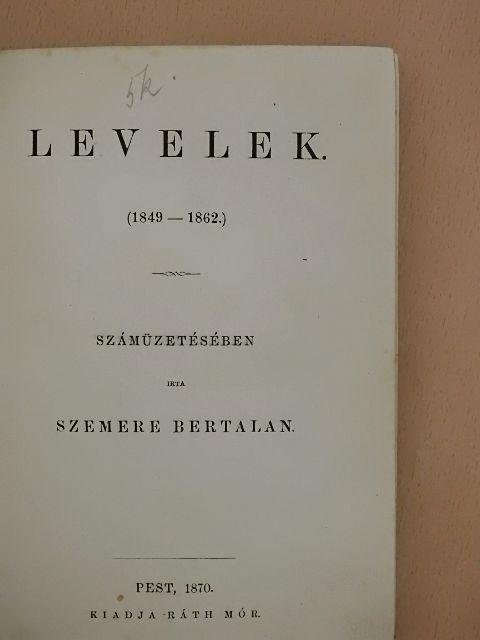 5k.
LEVELEK.
(1849 — 1862.)
SZÁMÜZETÉSÉBEN
IRTA
SZEMERE BERTALAN.
PEST, 1870.
KIADJA RÁTH MÓR.